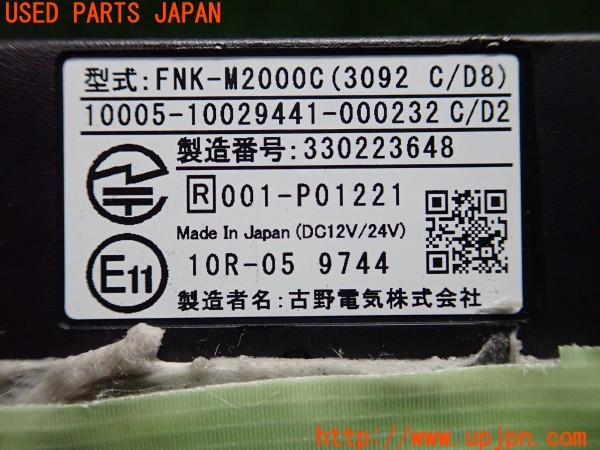 USED PARTS JAPAN
型式:FNK-M2000C(3092 C/D8)
10005-10029441-000232 C/D2
製造番号:330223648
R 001-P01221
Made In Japan (DC12V/24V)
E11
10R-05 9744
製造者名:古野電気株式会社
http://www.upjpn.com